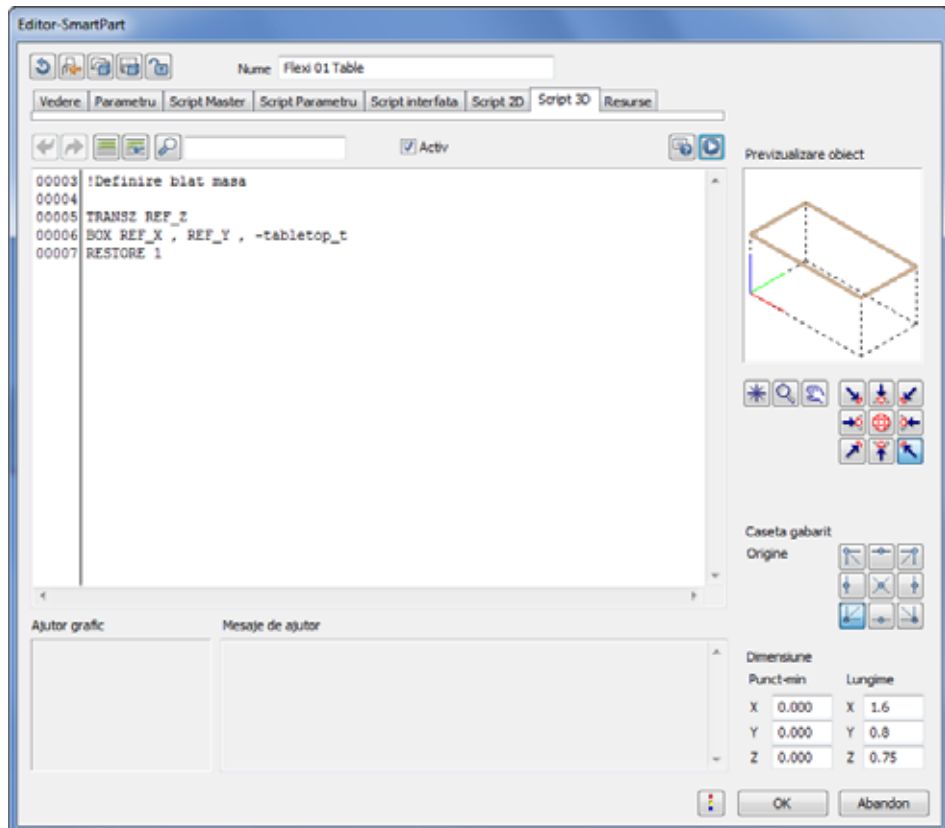 Editor-SmartPart
Nume Flexi 01 Table
Vedere Parametru Script Master Script Parametru Script interfata Script 2D Script 3D Resurse
Activ
Previzualizare obiect
00003 !Definire blat masa
00004
00005 TRANSZ REF_Z
00006 BOX REF_X , REF_Y , -tabletop_t
00007 RESTORE 1
Caseta gabarit
Origine
Ajutor grafic Mesaje de ajutor
Dimensiune
Punct-min Lungime
X 0.000 X 1.6
Y 0.000 Y 0.8
Z 0.000 Z 0.75
OK Abandon